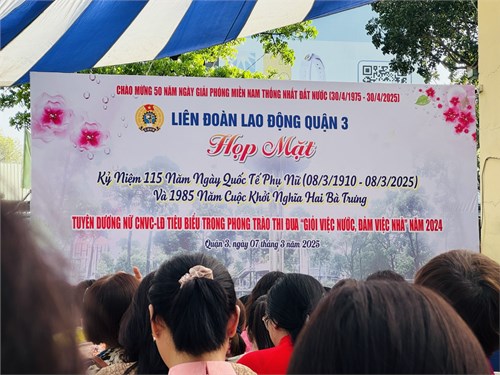 CHÀO MỪNG 50 NĂM NGÀY GIẢI PHÓNG MIỀN NAM THỐNG NHẤT ĐẤT NƯỚC (30/4/1975 - 30/4/2025)
LIÊN ĐOÀN LAO ĐỘNG QUẬN 3
Họp Mặt
Kỷ Niệm 115 Năm Ngày Quốc Tế Phụ Nữ (08/3/1910 - 08/3/2025)
Và 1985 Năm Cuộc Khởi Nghĩa Hai Bà Trưng
TUYÊN DƯƠNG NỮ CNVC-LĐ TIÊU BIỂU TRONG PHONG TRÀO THI ĐUA "GIỎI VIỆC NƯỚC, ĐẢM VIỆC NHÀ" NĂM 2024
Quận 3, ngày 07 tháng 3 năm 2025